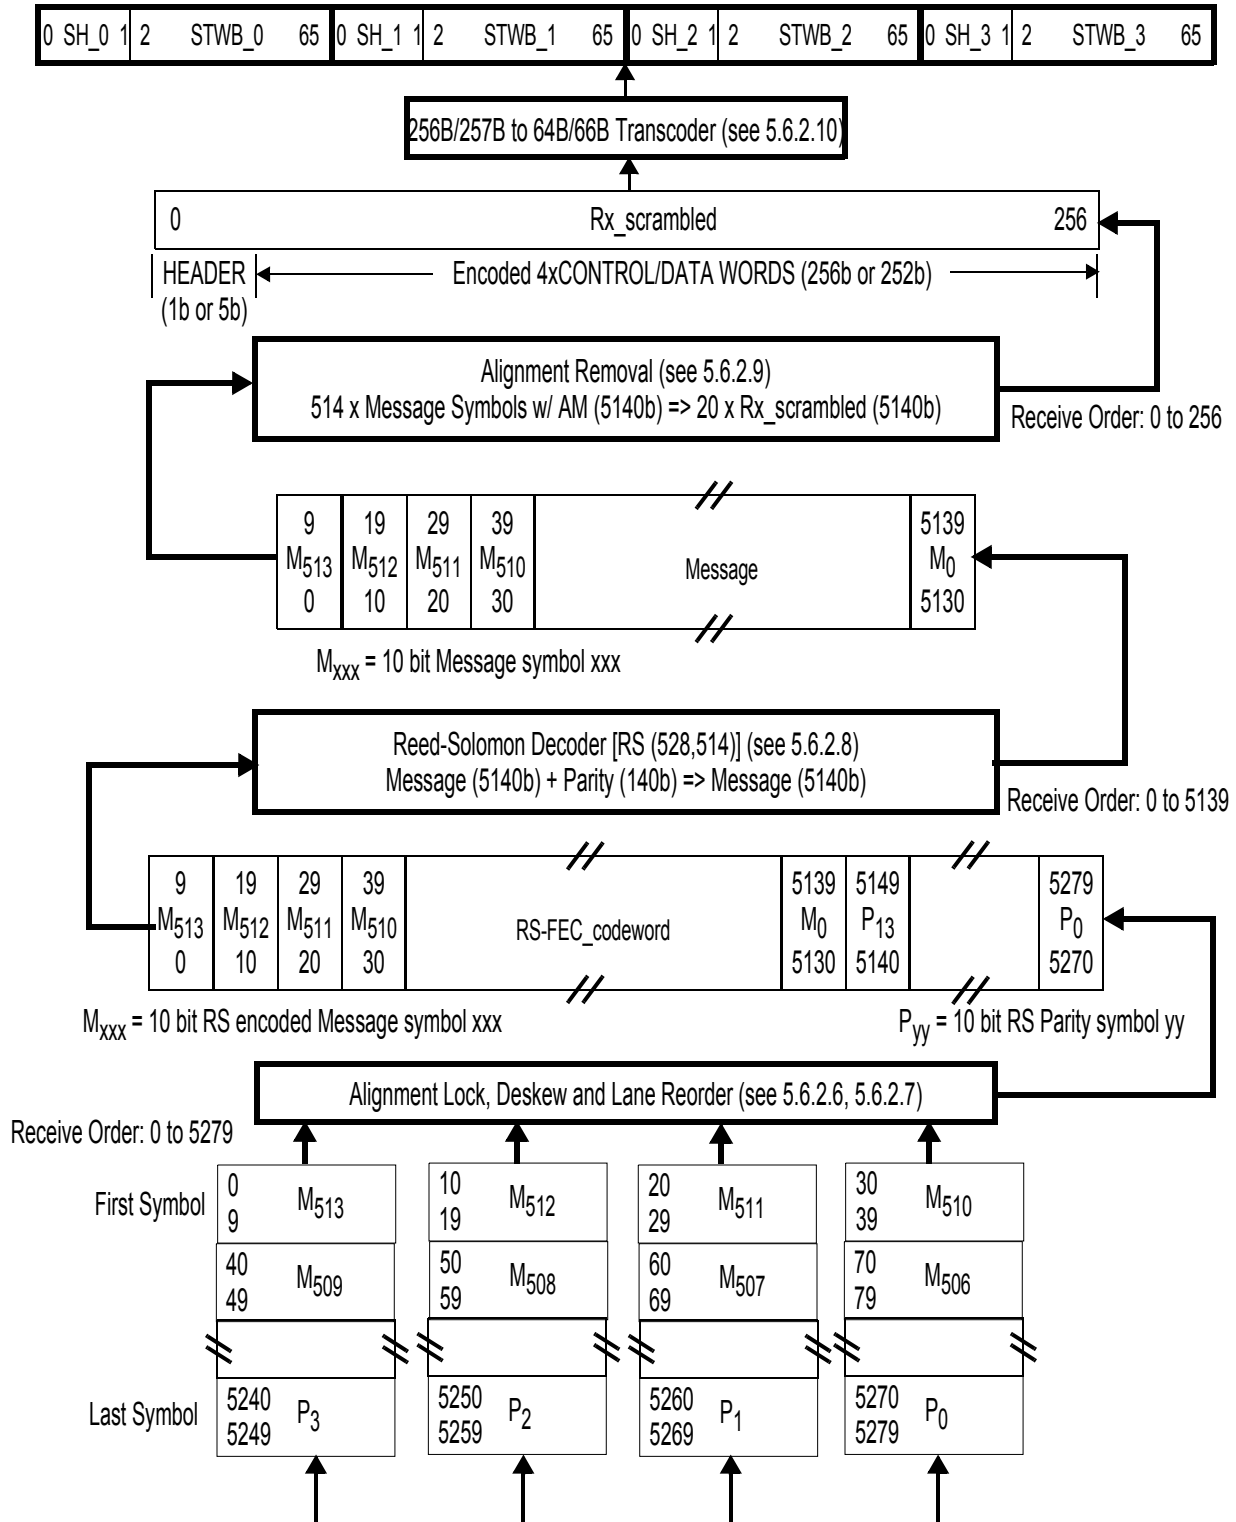 0 SH_0 1 2 STWB_0 65 0 SH_1 1 2 STWB_1 65 0 SH_2 1 2 STWB_2 65 0 SH_3 1 2 STWB_3 65
256B/257B to 64B/66B Transcoder (see 5.6.2.10)
0 Rx_scrambled 256
HEADER Encoded 4xCONTROL/DATA WORDS (256b or 252b)
(1b or 5b)
Alignment Removal (see 5.6.2.9)
514 x Message Symbols w/ AM (5140b) => 20 x Rx_scrambled (5140b)
Receive Order: 0 to 256
9 19 29 39 5139
M513 M512 M511 M510 Message M0
0 10 20 30 5130
Mxxx = 10 bit Message symbol xxx
Reed-Solomon Decoder [RS (528,514)] (see 5.6.2.8)
Message (5140b) + Parity (140b) => Message (5140b)
Receive Order: 0 to 5139
9 19 29 39 5139 5149 5279
M513 M512 M511 M510 RS-FEC_codeword M0 P13 P0
0 10 20 30 5130 5140 5270
Mxxx = 10 bit RS encoded Message symbol xxx Pyy = 10 bit RS Parity symbol yy
Alignment Lock, Deskew and Lane Reorder (see 5.6.2.6, 5.6.2.7)
Receive Order: 0 to 5279
0 10 20 30
First Symbol M513 M512 M511 M510
9 19 29 39
40 50 60 70
M509 M508 M507 M506
49 59 69 79
5240 5250 5260 5270
Last Symbol P3 P2 P1 P0
5249 5259 5269 5279